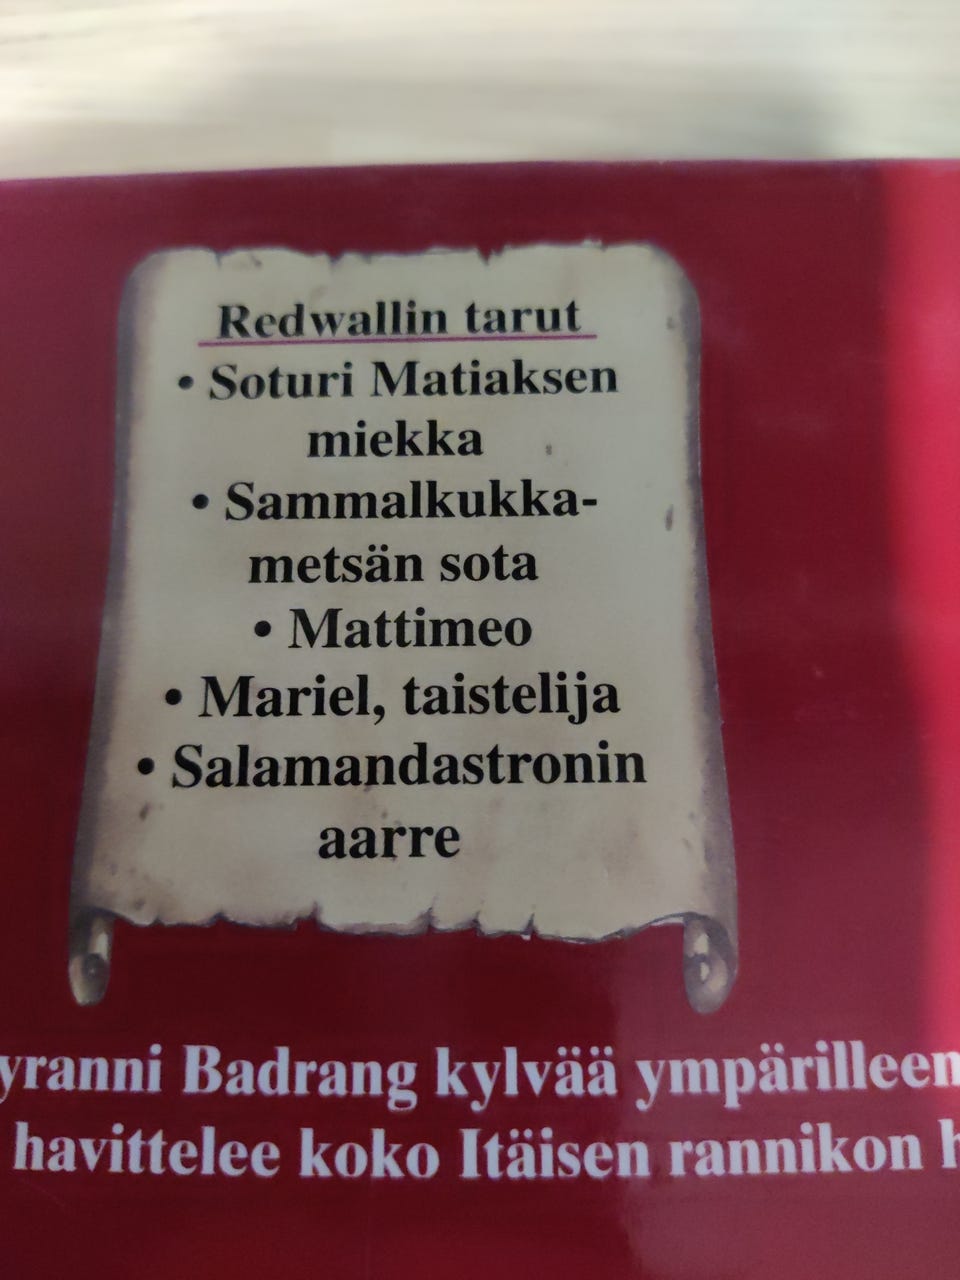 Redwallin tarut
• Soturi Matiaksen
miekka
• Sammalkukka-
metsän sota
• Mattimeo
• Mariel, taistelija
• Salamandastronin
aarre
yranni Badrang kylvää ympärilleen
havittelee koko Itäisen rannikon h